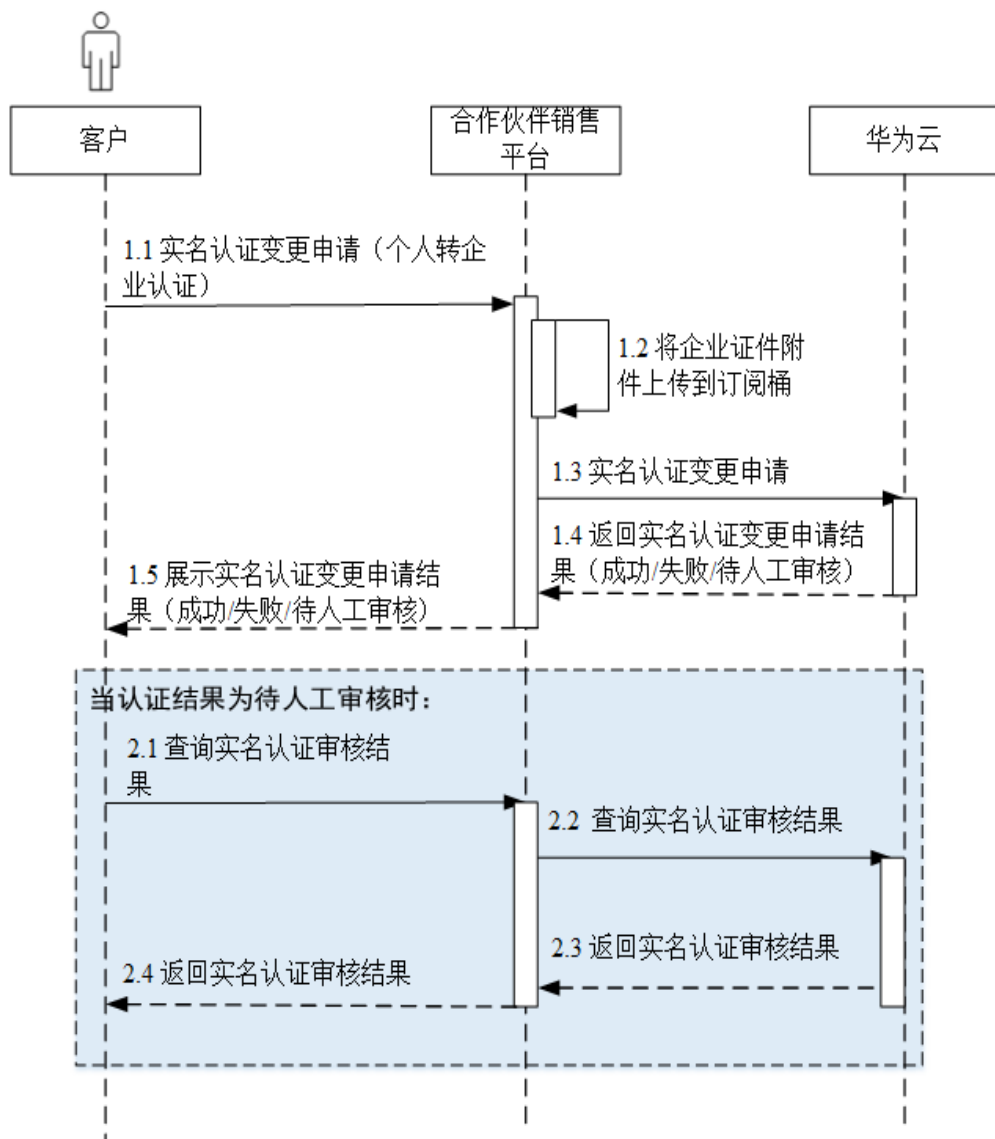 客户
合作伙伴销售
平台
华为云
1.1 实名认证变更申请（个人转企
业认证）
1.2 将企业证件附
件上传到订阅桶
1.3 实名认证变更申请
1.4 返回实名认证变更申请结
果（成功/失败/待人工审核）
1.5 展示实名认证变更申请结
果（成功/失败/待人工审核）
当认证结果为待人工审核时：
2.1 查询实名认证审核结
果
2.2 查询实名认证审核结果
2.3 返回实名认证审核结果
2.4 返回实名认证审核结果